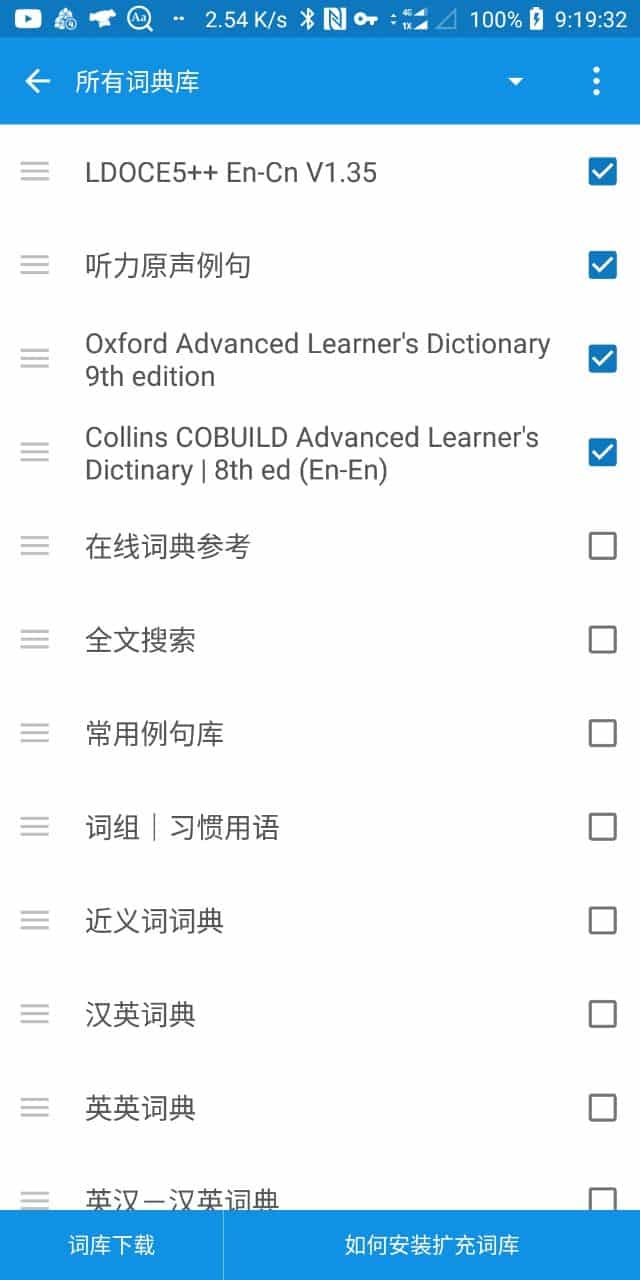 2.54 K/s 4G 1X 100% 9:19:32
所有词典库
LDOCE5++ En-Cn V1.35
听力原声例句
Oxford Advanced Learner's Dictionary
9th edition
Collins COBUILD Advanced Learner's
Dictinary | 8th ed (En-En)
在线词典参考
全文搜索
常用例句库
词组｜习惯用语
近义词词典
汉英词典
英英词典
英汉－汉英词典
词库下载 如何安装扩充词库